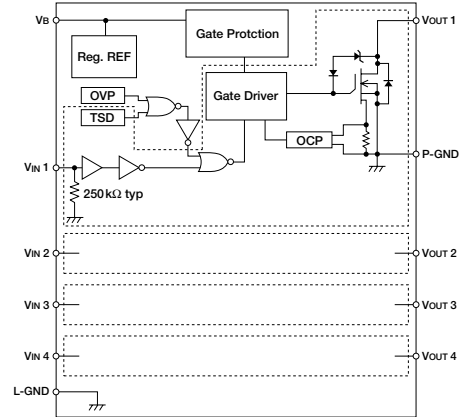 VB
Gate Protction
VOUT 1
Reg. REF
OVP
TSD
Gate Driver
OCP
P-GND
VIN 1
250kΩ typ
VIN 2
VOUT 2
VIN 3
VOUT 3
VIN 4
VOUT 4
L-GND